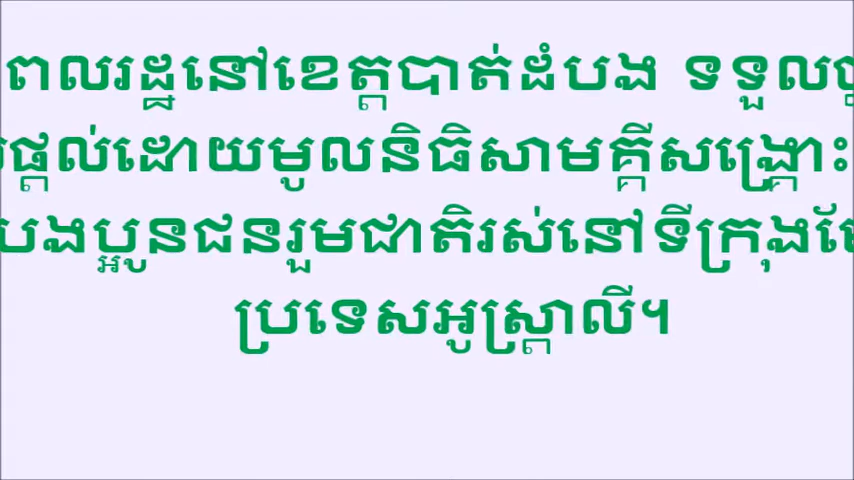 ពលរដ្ឋនៅខេត្តបាត់ដំបង ទទួល
ផ្តល់ដោយមូលនិធិសាមគ្គីសង្គ្រោះ
បងប្អូនជនរួមជាតិរស់នៅទីក្រុង
ប្រទេសអូស្ត្រាលី។